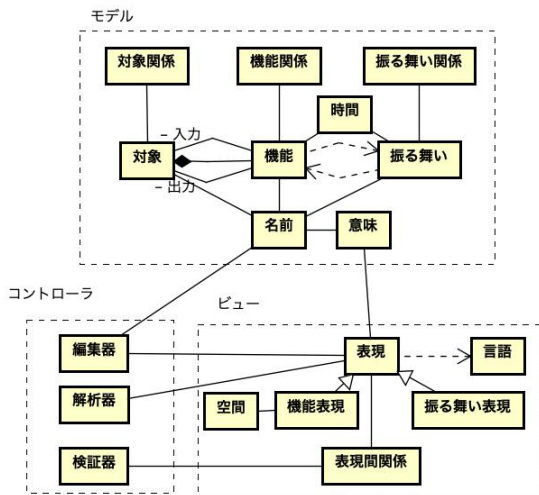 モデル
対象関係
機能関係
振る舞い関係
時間
– 入力
対象
機能
振る舞い
– 出力
名前
意味
コントローラ
ビュー
編集器
表現
言語
解析器
空間
機能表現
振る舞い表現
検証器
表現間関係